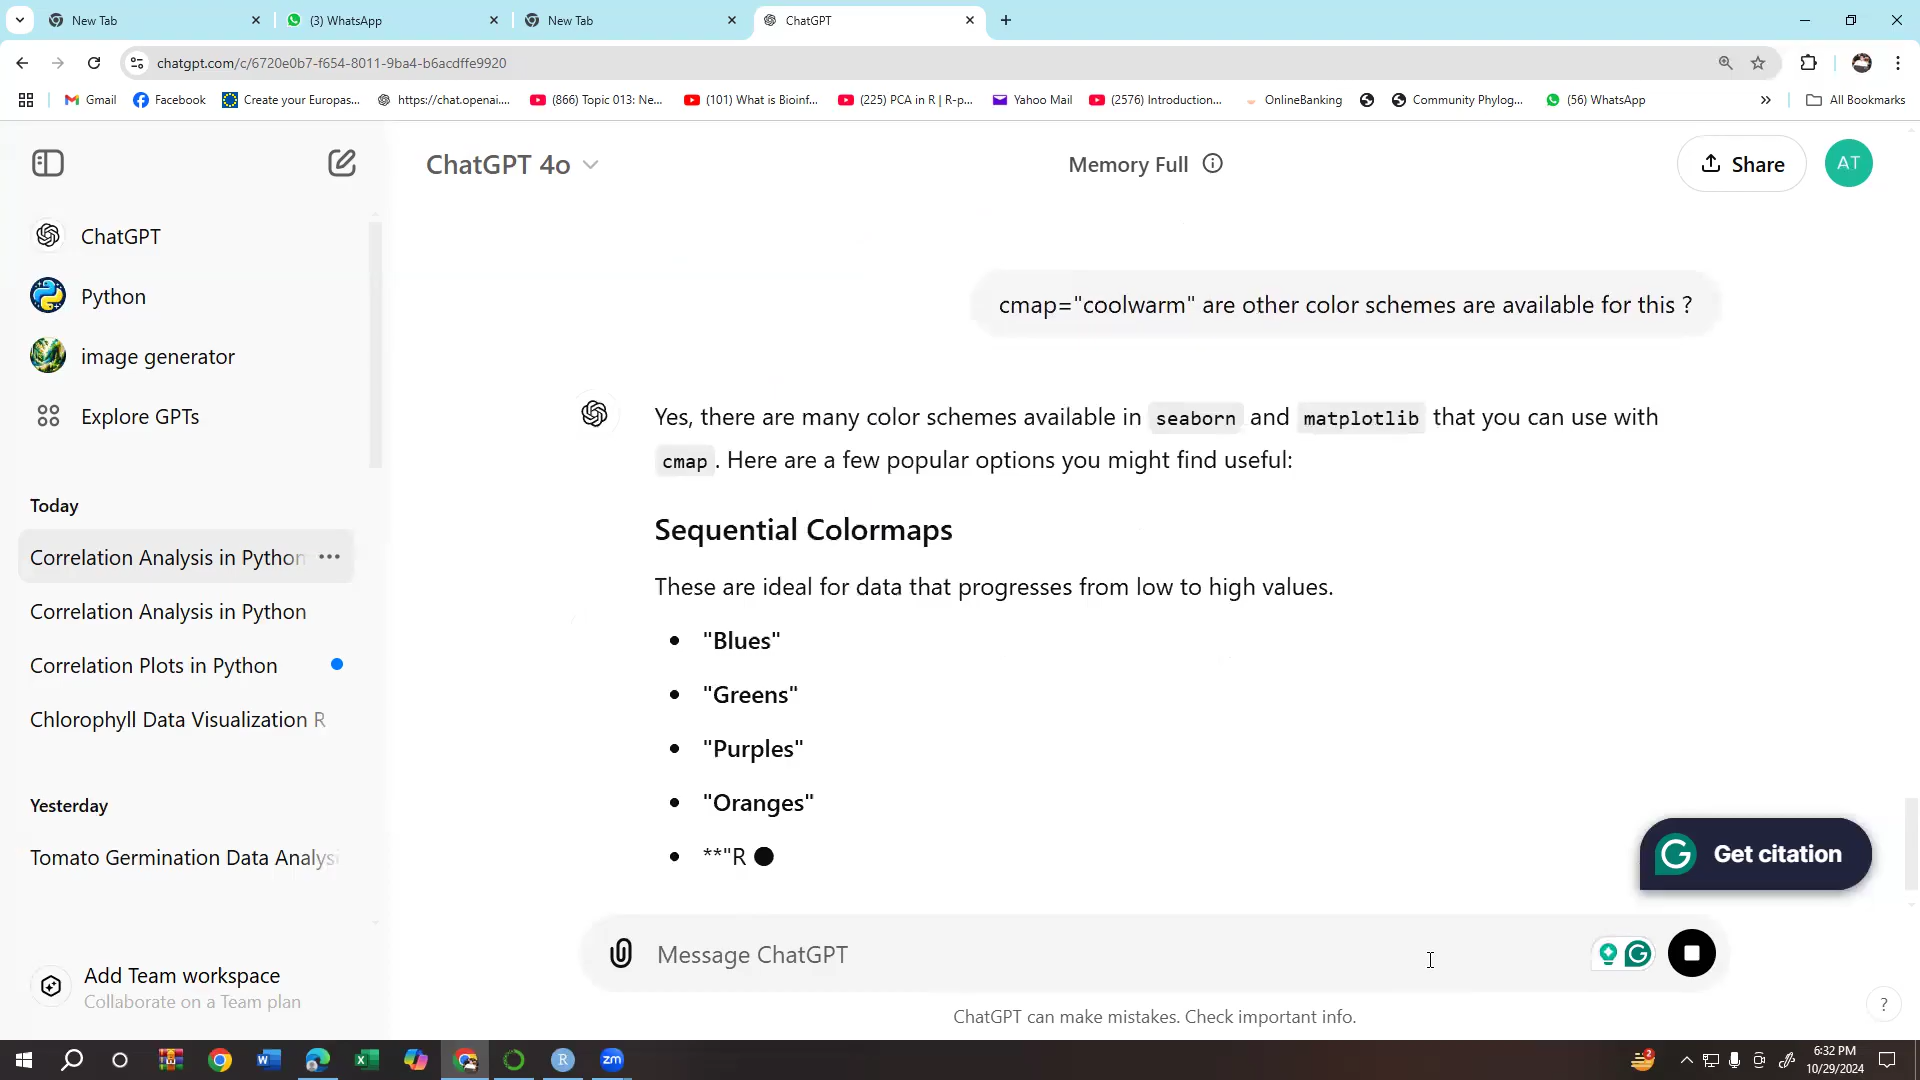 New Tab
(3) WhatsApp
New Tab
ChatGPT
chatgpt.com/c/6720e0b7-f654-8011-9ba4-b6acdffe9920
Gmail
Facebook
Create your Europas...
https://chat.openai....
(866) Topic 013: Ne...
(101) What is Bioinf...
(225) PCA in R | R-p...
Yahoo Mail
(2576) Introduction...
OnlineBanking
Community Phylog...
(56) WhatsApp
All Bookmarks
ChatGPT 4o
Memory Full
Share
AT
ChatGPT
Python
image generator
Explore GPTs
Today
Correlation Analysis in Python
Correlation Analysis in Python
Correlation Plots in Python
Chlorophyll Data Visualization R
Yesterday
Tomato Germination Data Analysi
Add Team workspace
Collaborate on a Team plan
cmap="coolwarm" are other color schemes are available for this ?
Yes, there are many color schemes available in seaborn and matplotlib that you can use with
cmap . Here are a few popular options you might find useful:
Sequential Colormaps
These are ideal for data that progresses from low to high values.
"Blues"
"Greens"
"Purples"
"Oranges"
**"R
Get citation
Message ChatGPT
ChatGPT can make mistakes. Check important info.
?
zm
R
2
6:32 PM
10/29/2024